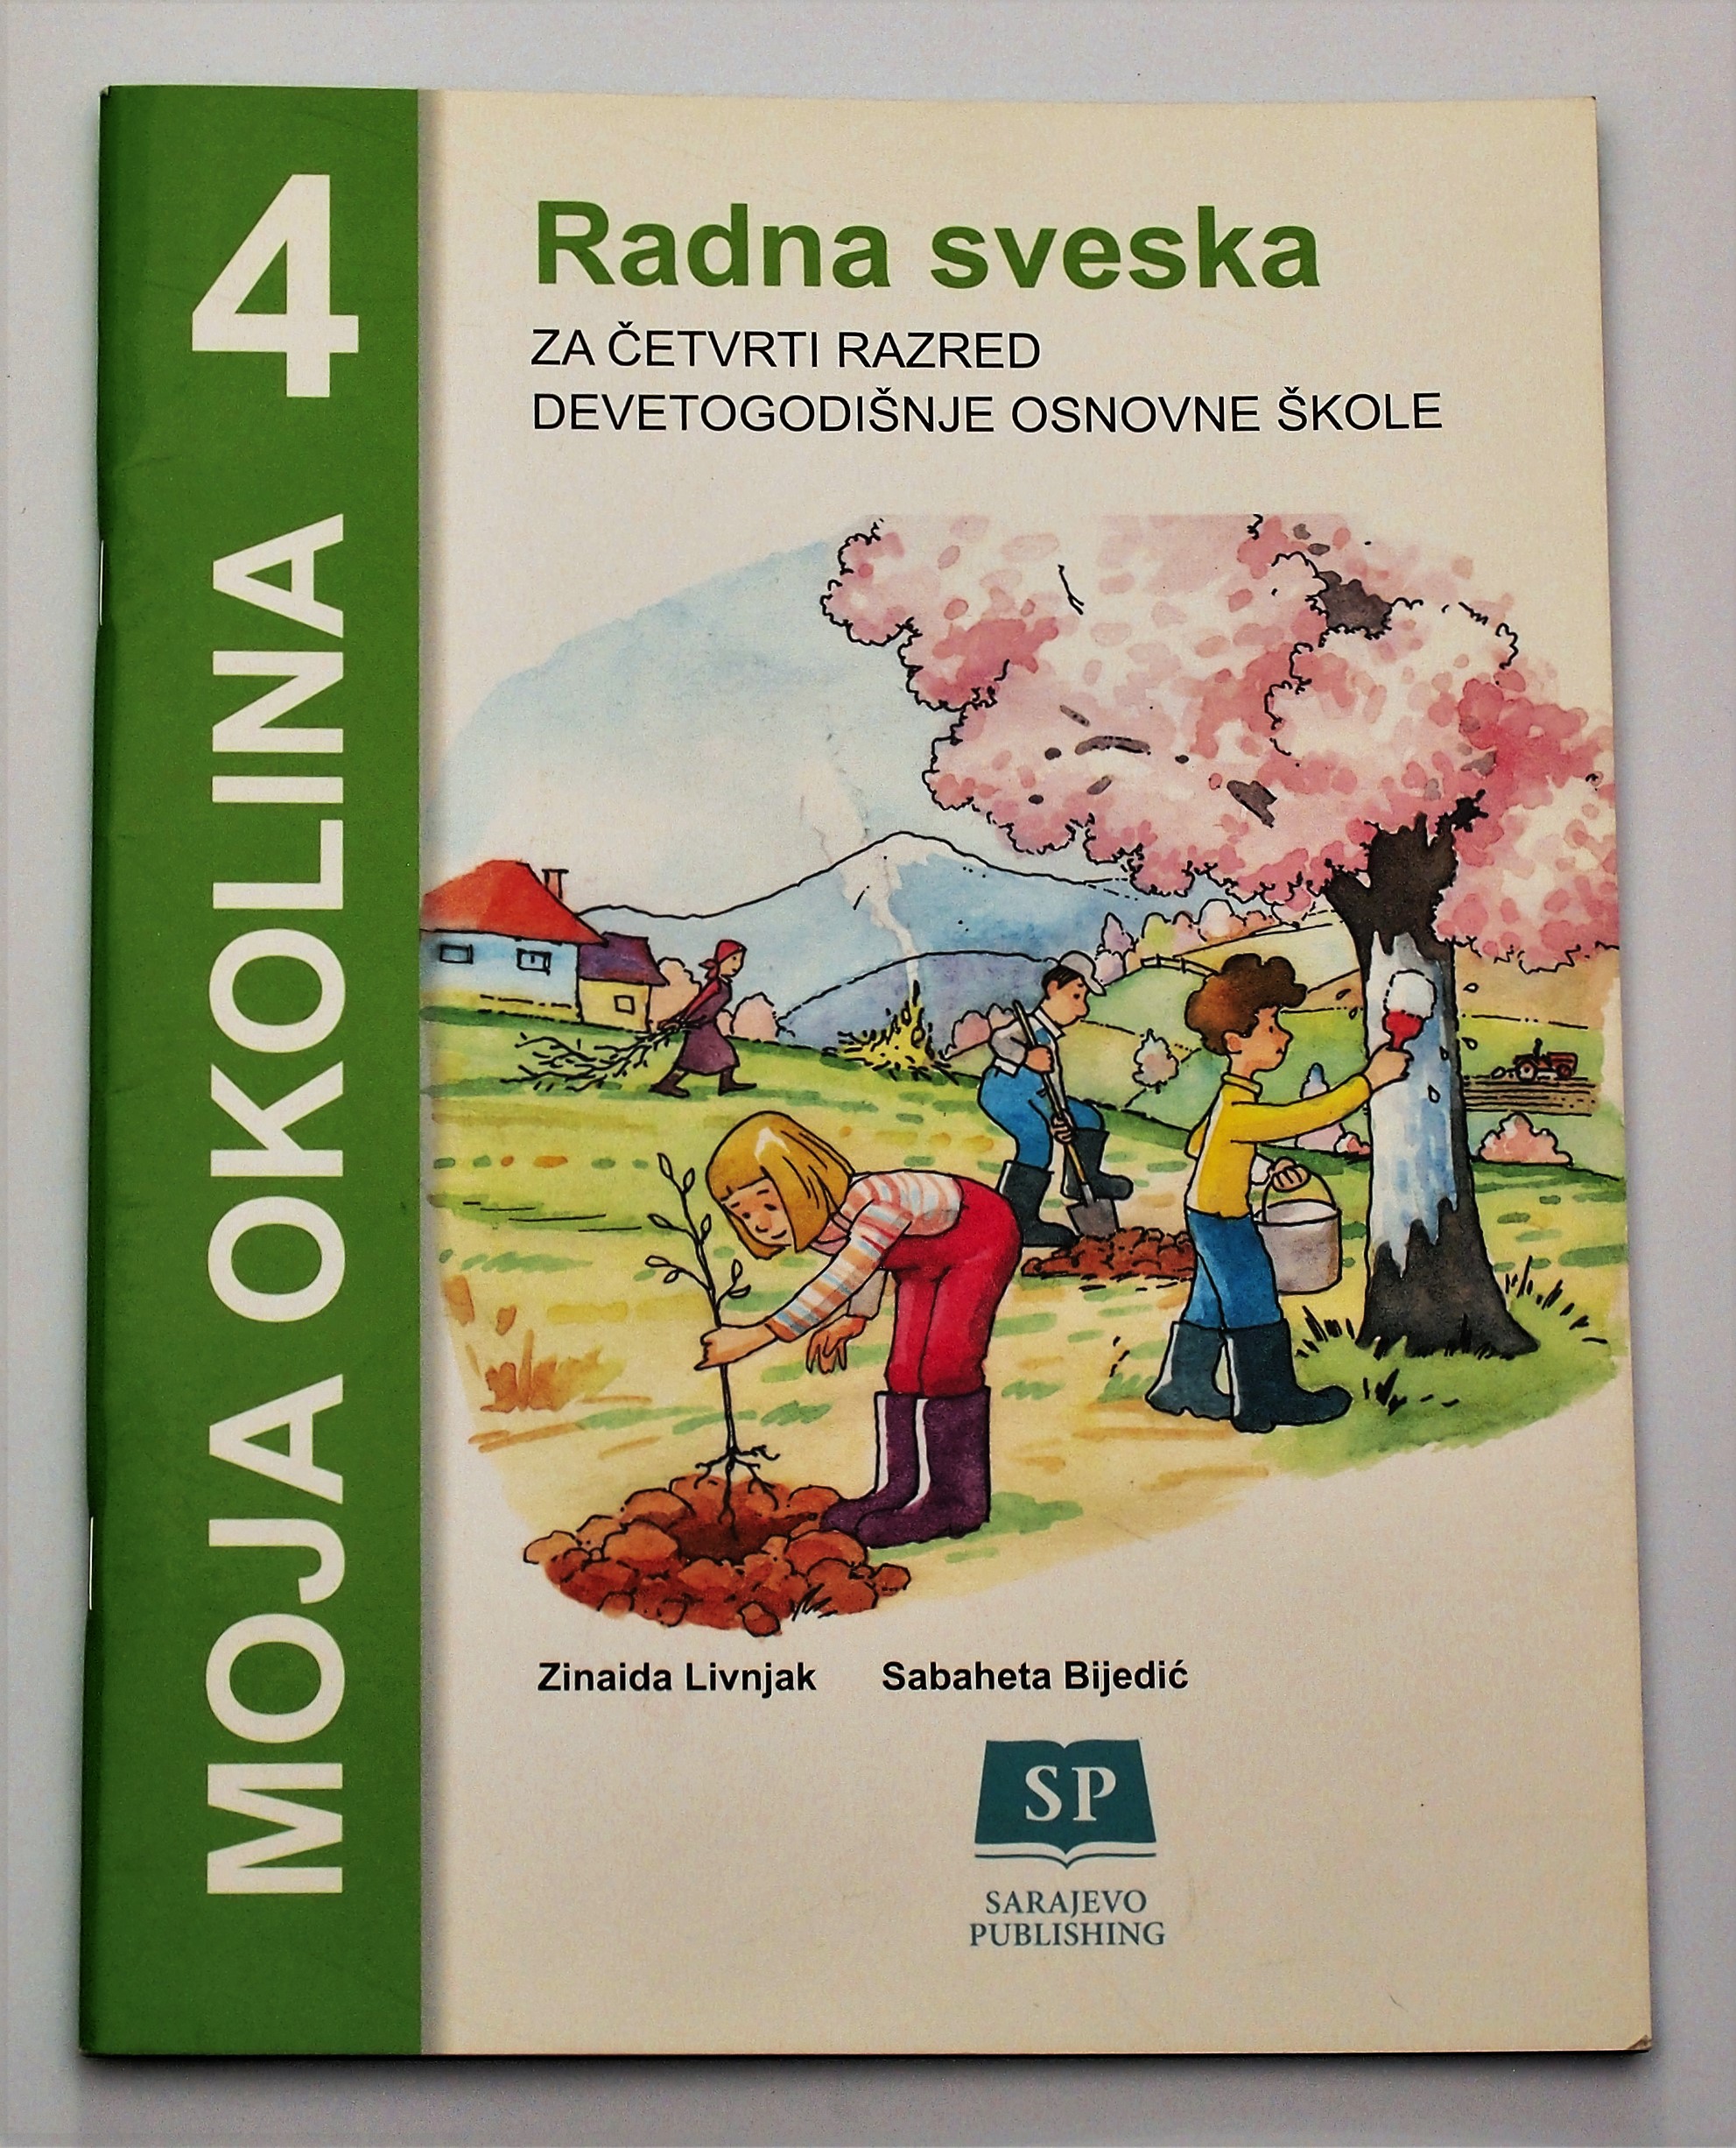 MOJA OKOLINA 4
Radna sveska
ZA ČETVRTI RAZRED
DEVETOGODIŠNJE OSNOVNE ŠKOLE
Zinaida Livnjak Sabaheta Bijedić
SP
SARAJEVO
PUBLISHING